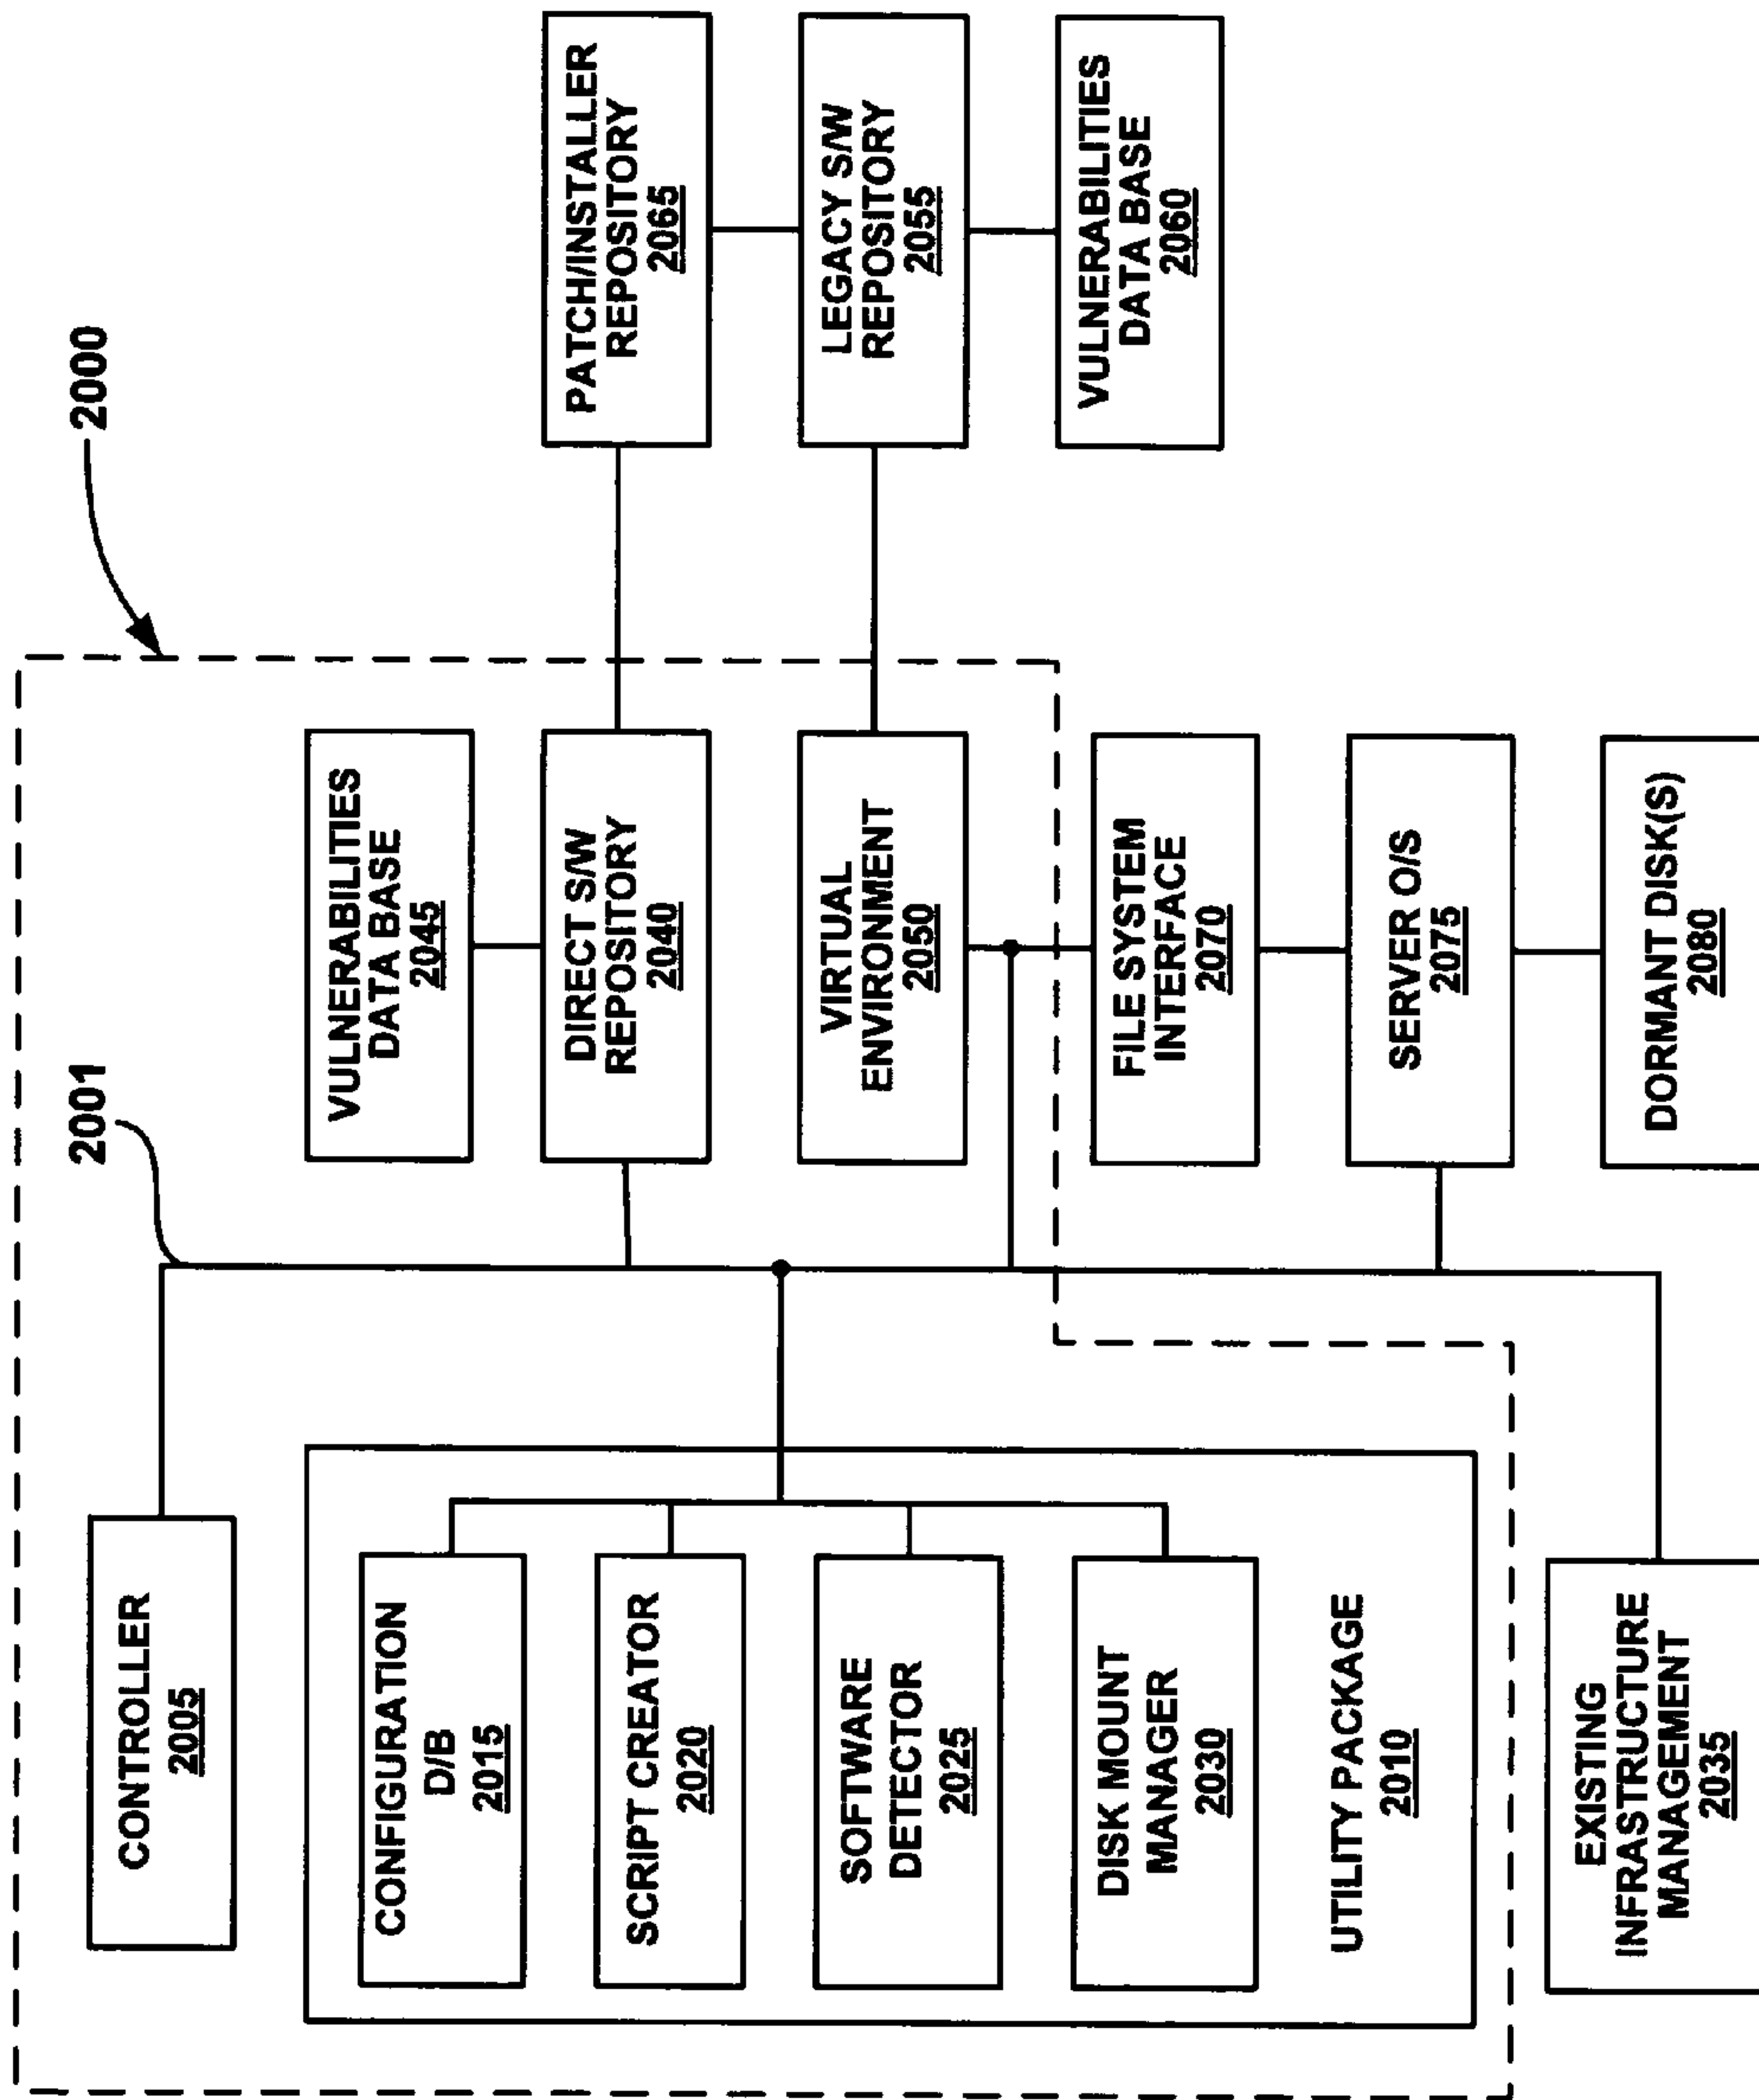 2000
2001
CONTROLLER
2005
CONFIGURATION
D/B
2015
SCRIPT CREATOR
2020
SOFTWARE
DETECTOR
2025
DISK MOUNT
MANAGER
2030
UTILITY PACKAGE
2010
EXISTING
INFRASTRUCTURE
MANAGEMENT
2035
VULNERABILITIES
DATA BASE
2045
DIRECT S/W
REPOSITORY
2040
VIRTUAL
ENVIRONMENT
2050
FILE SYSTEM
INTERFACE
2070
SERVER O/S
2075
DORMANT DISK(S)
2080
PATCH/INSTALLER
REPOSITORY
2065
LEGACY S/W
REPOSITORY
2055
VULNERABILITIES
DATA BASE
2060